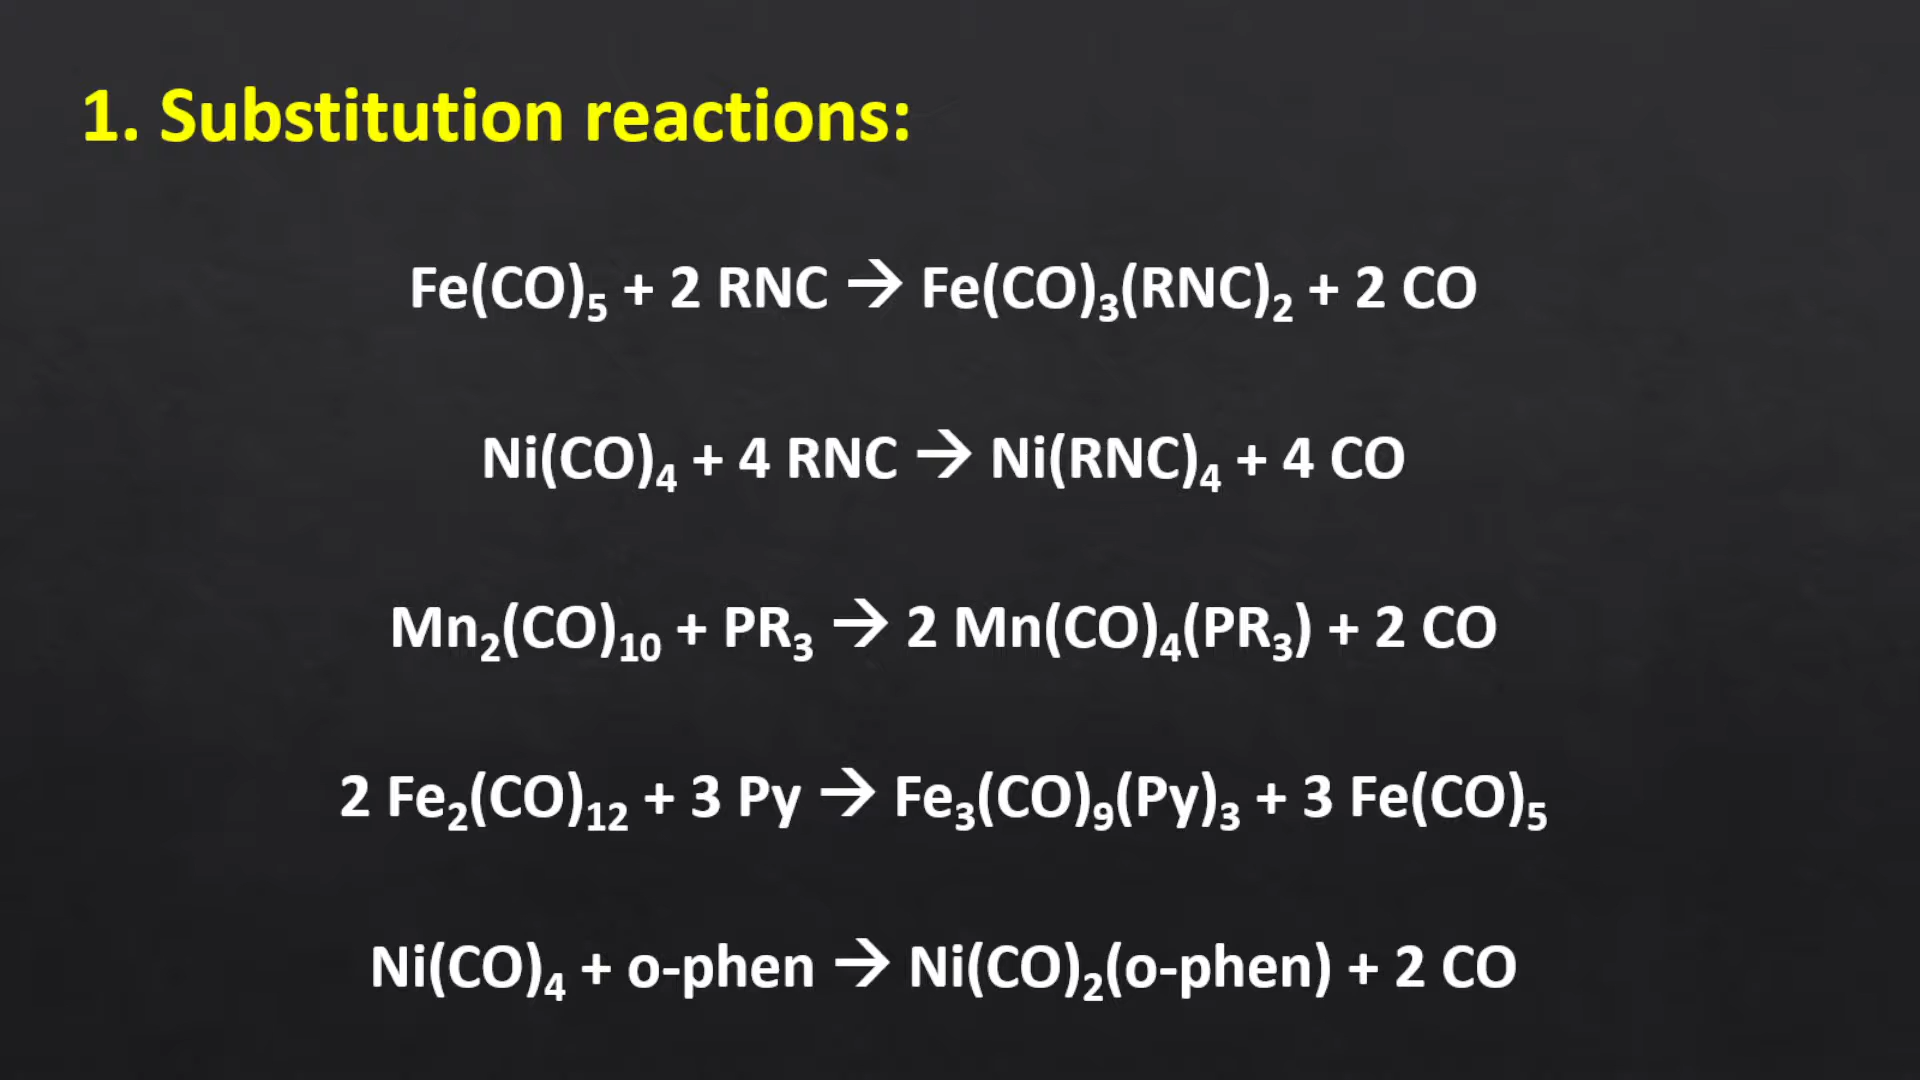 1. Substitution reactions:
Fe(CO)₅ + 2 RNC → Fe(CO)₃(RNC)₂ + 2 CO
Ni(CO)₄ + 4 RNC → Ni(RNC)₄ + 4 CO
Mn₂(CO)₁₀ + PR₃ → 2 Mn(CO)₄(PR₃) + 2 CO
2 Fe₂(CO)₁₂ + 3 Py → Fe₃(CO)₉(Py)₃ + 3 Fe(CO)₅
Ni(CO)₄ + o-phen → Ni(CO)₂(o-phen) + 2 CO